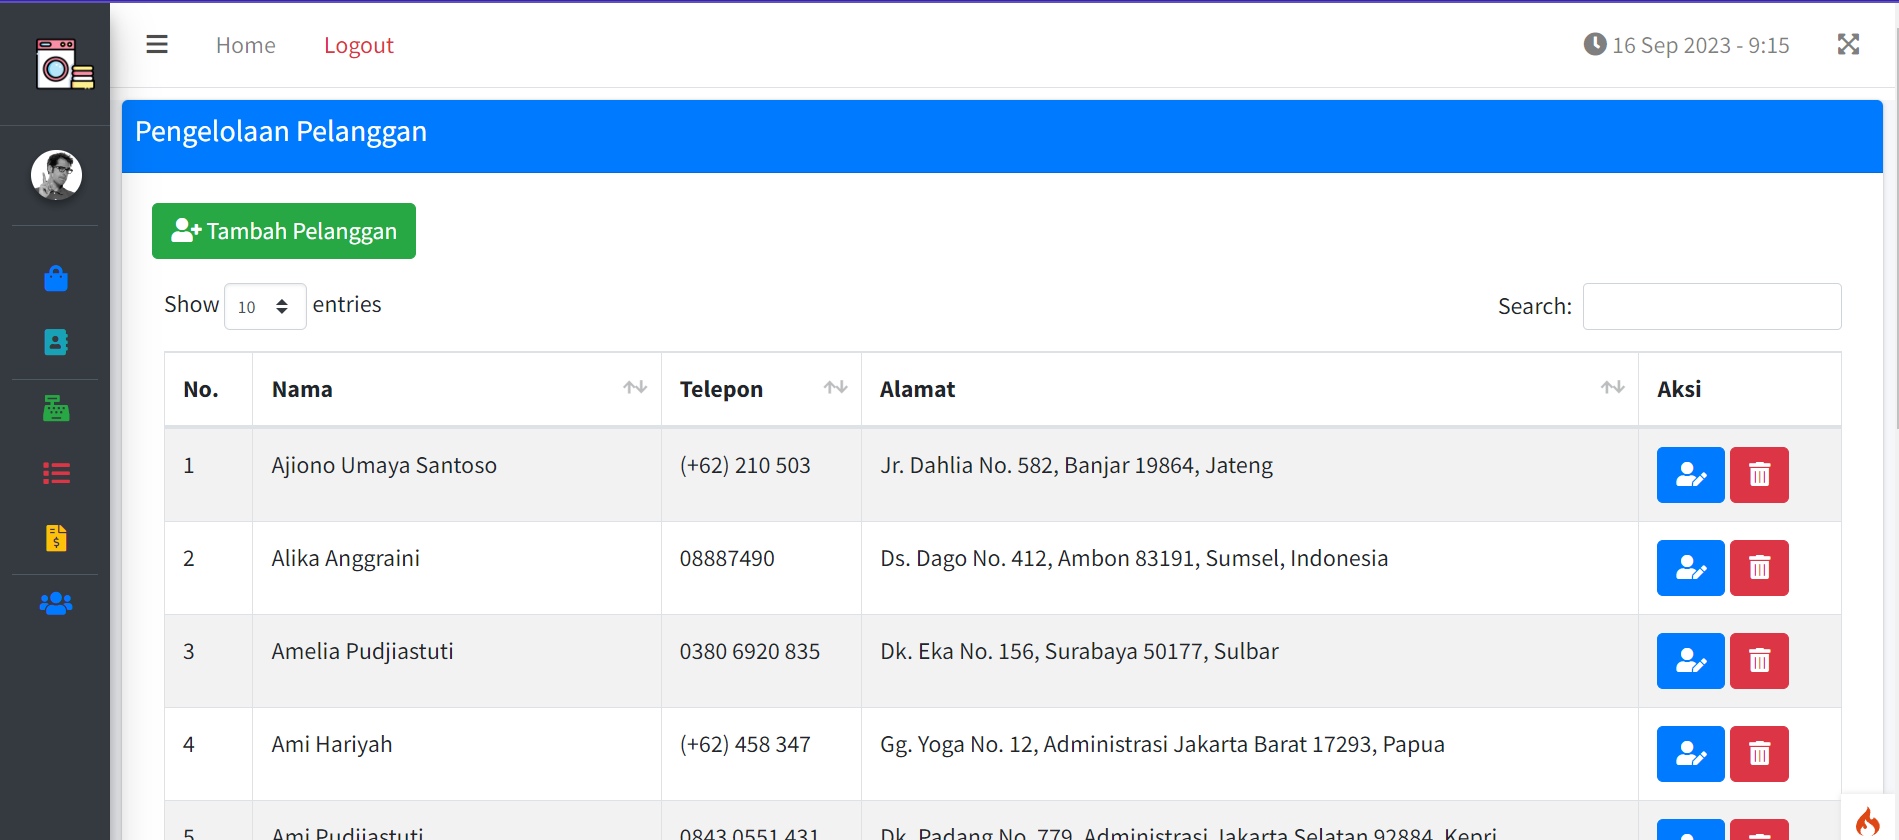 Home Logout 16 Sep 2023 - 9:15
Pengelolaan Pelanggan
Tambah Pelanggan
Show 10 entries Search:
No. Nama Telepon Alamat Aksi
1 Ajiono Umaya Santoso (+62) 210 503 Jr. Dahlia No. 582, Banjar 19864, Jateng
2 Alika Anggraini 08887490 Ds. Dago No. 412, Ambon 83191, Sumsel, Indonesia
3 Amelia Pudjiastuti 0380 6920 835 Dk. Eka No. 156, Surabaya 50177, Sulbar
4 Ami Hariyah (+62) 458 347 Gg. Yoga No. 12, Administrasi Jakarta Barat 17293, Papua
5 Ami Pudjiastuti 0843 0551 431 Dk. Padang No. 779, Administrasi Jakarta Selatan 92884, Kepri